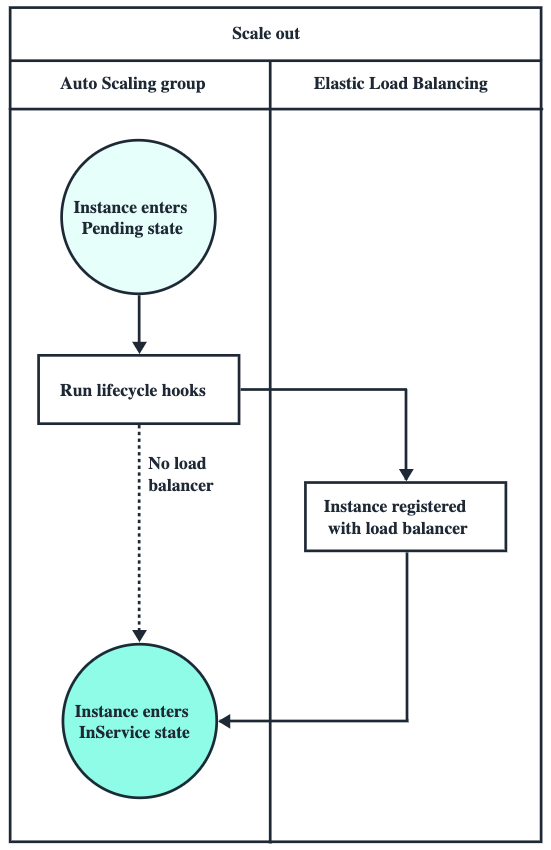 Scale out
Auto Scaling group
Elastic Load Balancing
Instance enters
Pending state
Run lifecycle hooks
No load
balancer
Instance registered
with load balancer
Instance enters
InService state